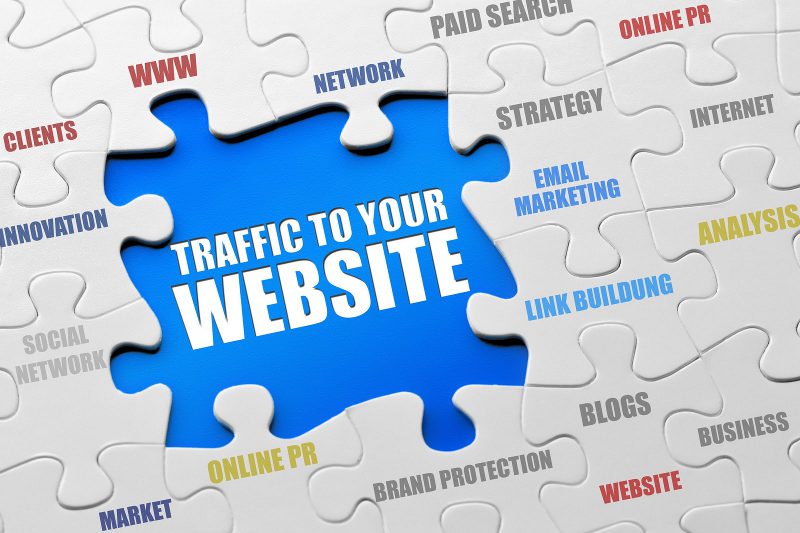 PAID SEARCH
ONLINE PR
WWW
NETWORK
STRATEGY
INTERNET
CLIENTS
EMAIL
MARKETING
INNOVATION
TRAFFIC TO YOUR
WEBSITE
ANALYSIS
LINK BUILDUNG
SOCIAL
NETWORK
BLOGS
BUSINESS
ONLINE PR
BRAND PROTECTION
WEBSITE
MARKET